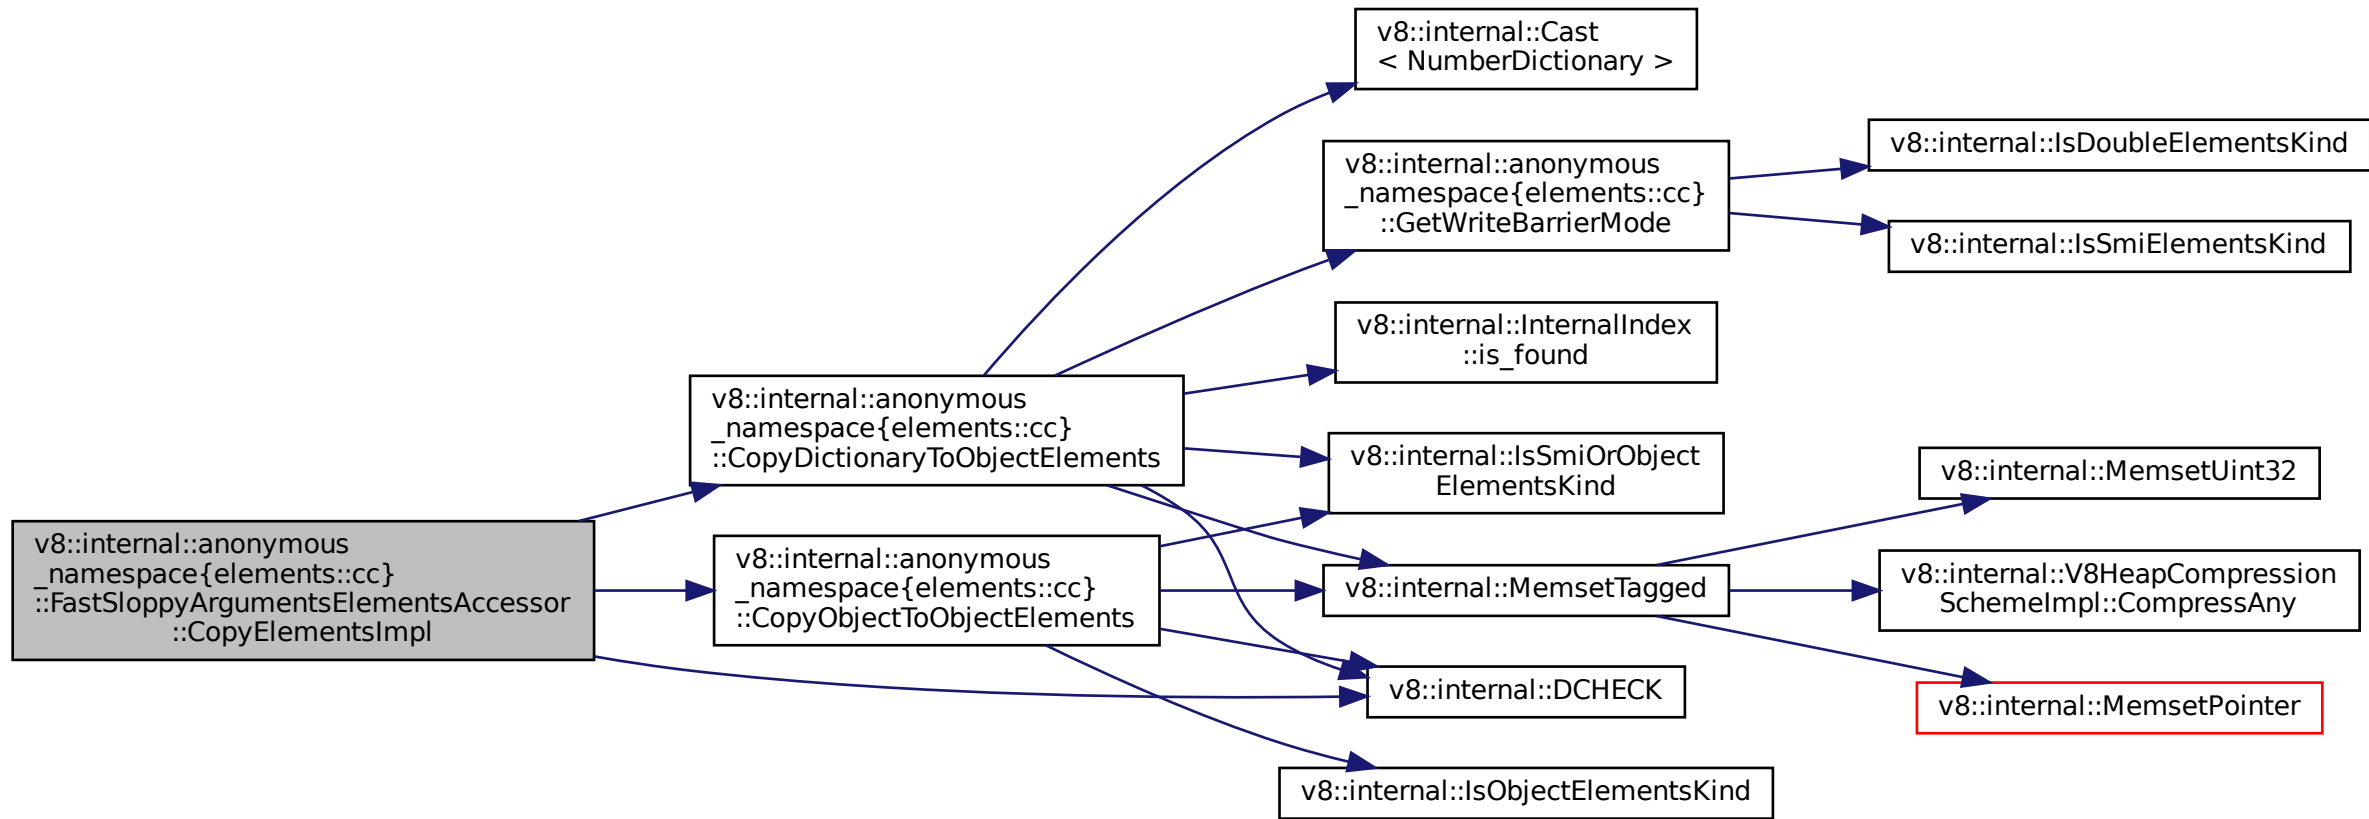 v8::internal::Cast
< NumberDictionary >
v8::internal::anonymous
_namespace{elements::cc}
::GetWriteBarrierMode
v8::internal::IsDoubleElementsKind
v8::internal::IsSmiElementsKind
v8::internal::InternalIndex
::is_found
v8::internal::anonymous
_namespace{elements::cc}
::CopyDictionaryToObjectElements
v8::internal::IsSmiOrObject
ElementsKind
v8::internal::MemsetUint32
v8::internal::anonymous
_namespace{elements::cc}
::FastSloppyArgumentsElementsAccessor
::CopyElementsImpl
v8::internal::anonymous
_namespace{elements::cc}
::CopyObjectToObjectElements
v8::internal::MemsetTagged
v8::internal::V8HeapCompression
SchemeImpl::CompressAny
v8::internal::DCHECK
v8::internal::MemsetPointer
v8::internal::IsObjectElementsKind